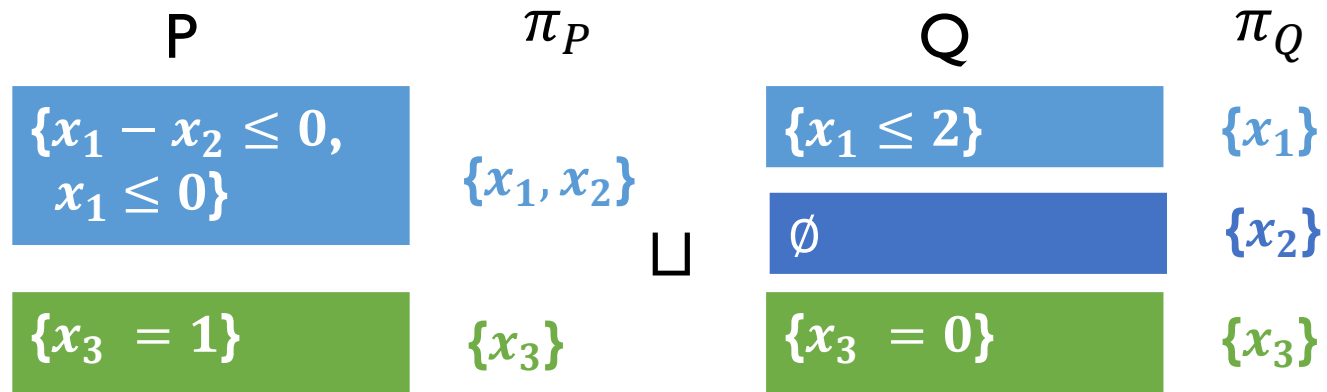 P π_P Q π_Q
{x₁ − x₂ ≤ 0,
x₁ ≤ 0}
{x₁, x₂}
{x₃ = 1}
{x₃}
⊔
{x₁ ≤ 2}
{x₁}
∅
{x₂}
{x₃ = 0}
{x₃}